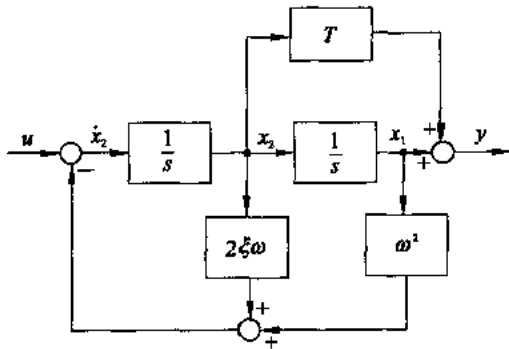 T
u
ẋ₂
1/s
x₂
1/s
x₁
+
+
y
−
2ξω
ω²
+
+